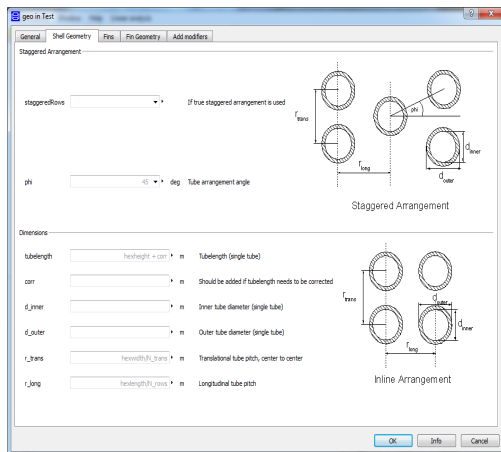 geo in Test
General Shell Geometry Fins Fin Geometry Add modifiers
Staggered Arrangement
staggeredRows If true staggered arrangement is used
phi 45 deg Tube arrangement angle
r trans
r long
phi
d inner
d outer
Staggered Arrangement
Dimensions
tubelength hexheight + corr m Tubelength (single tube)
corr m Should be added if tubelength needs to be corrected
d_inner m Inner tube diameter (single tube)
d_outer m Outer tube diameter (single tube)
r_trans hexwidth/N_trans m Translational tube pitch, center to center
r_long hexlength/N_rows m Longitudinal tube pitch
r trans
d outer
d inner
r long
Inline Arrangement
OK Info Cancel